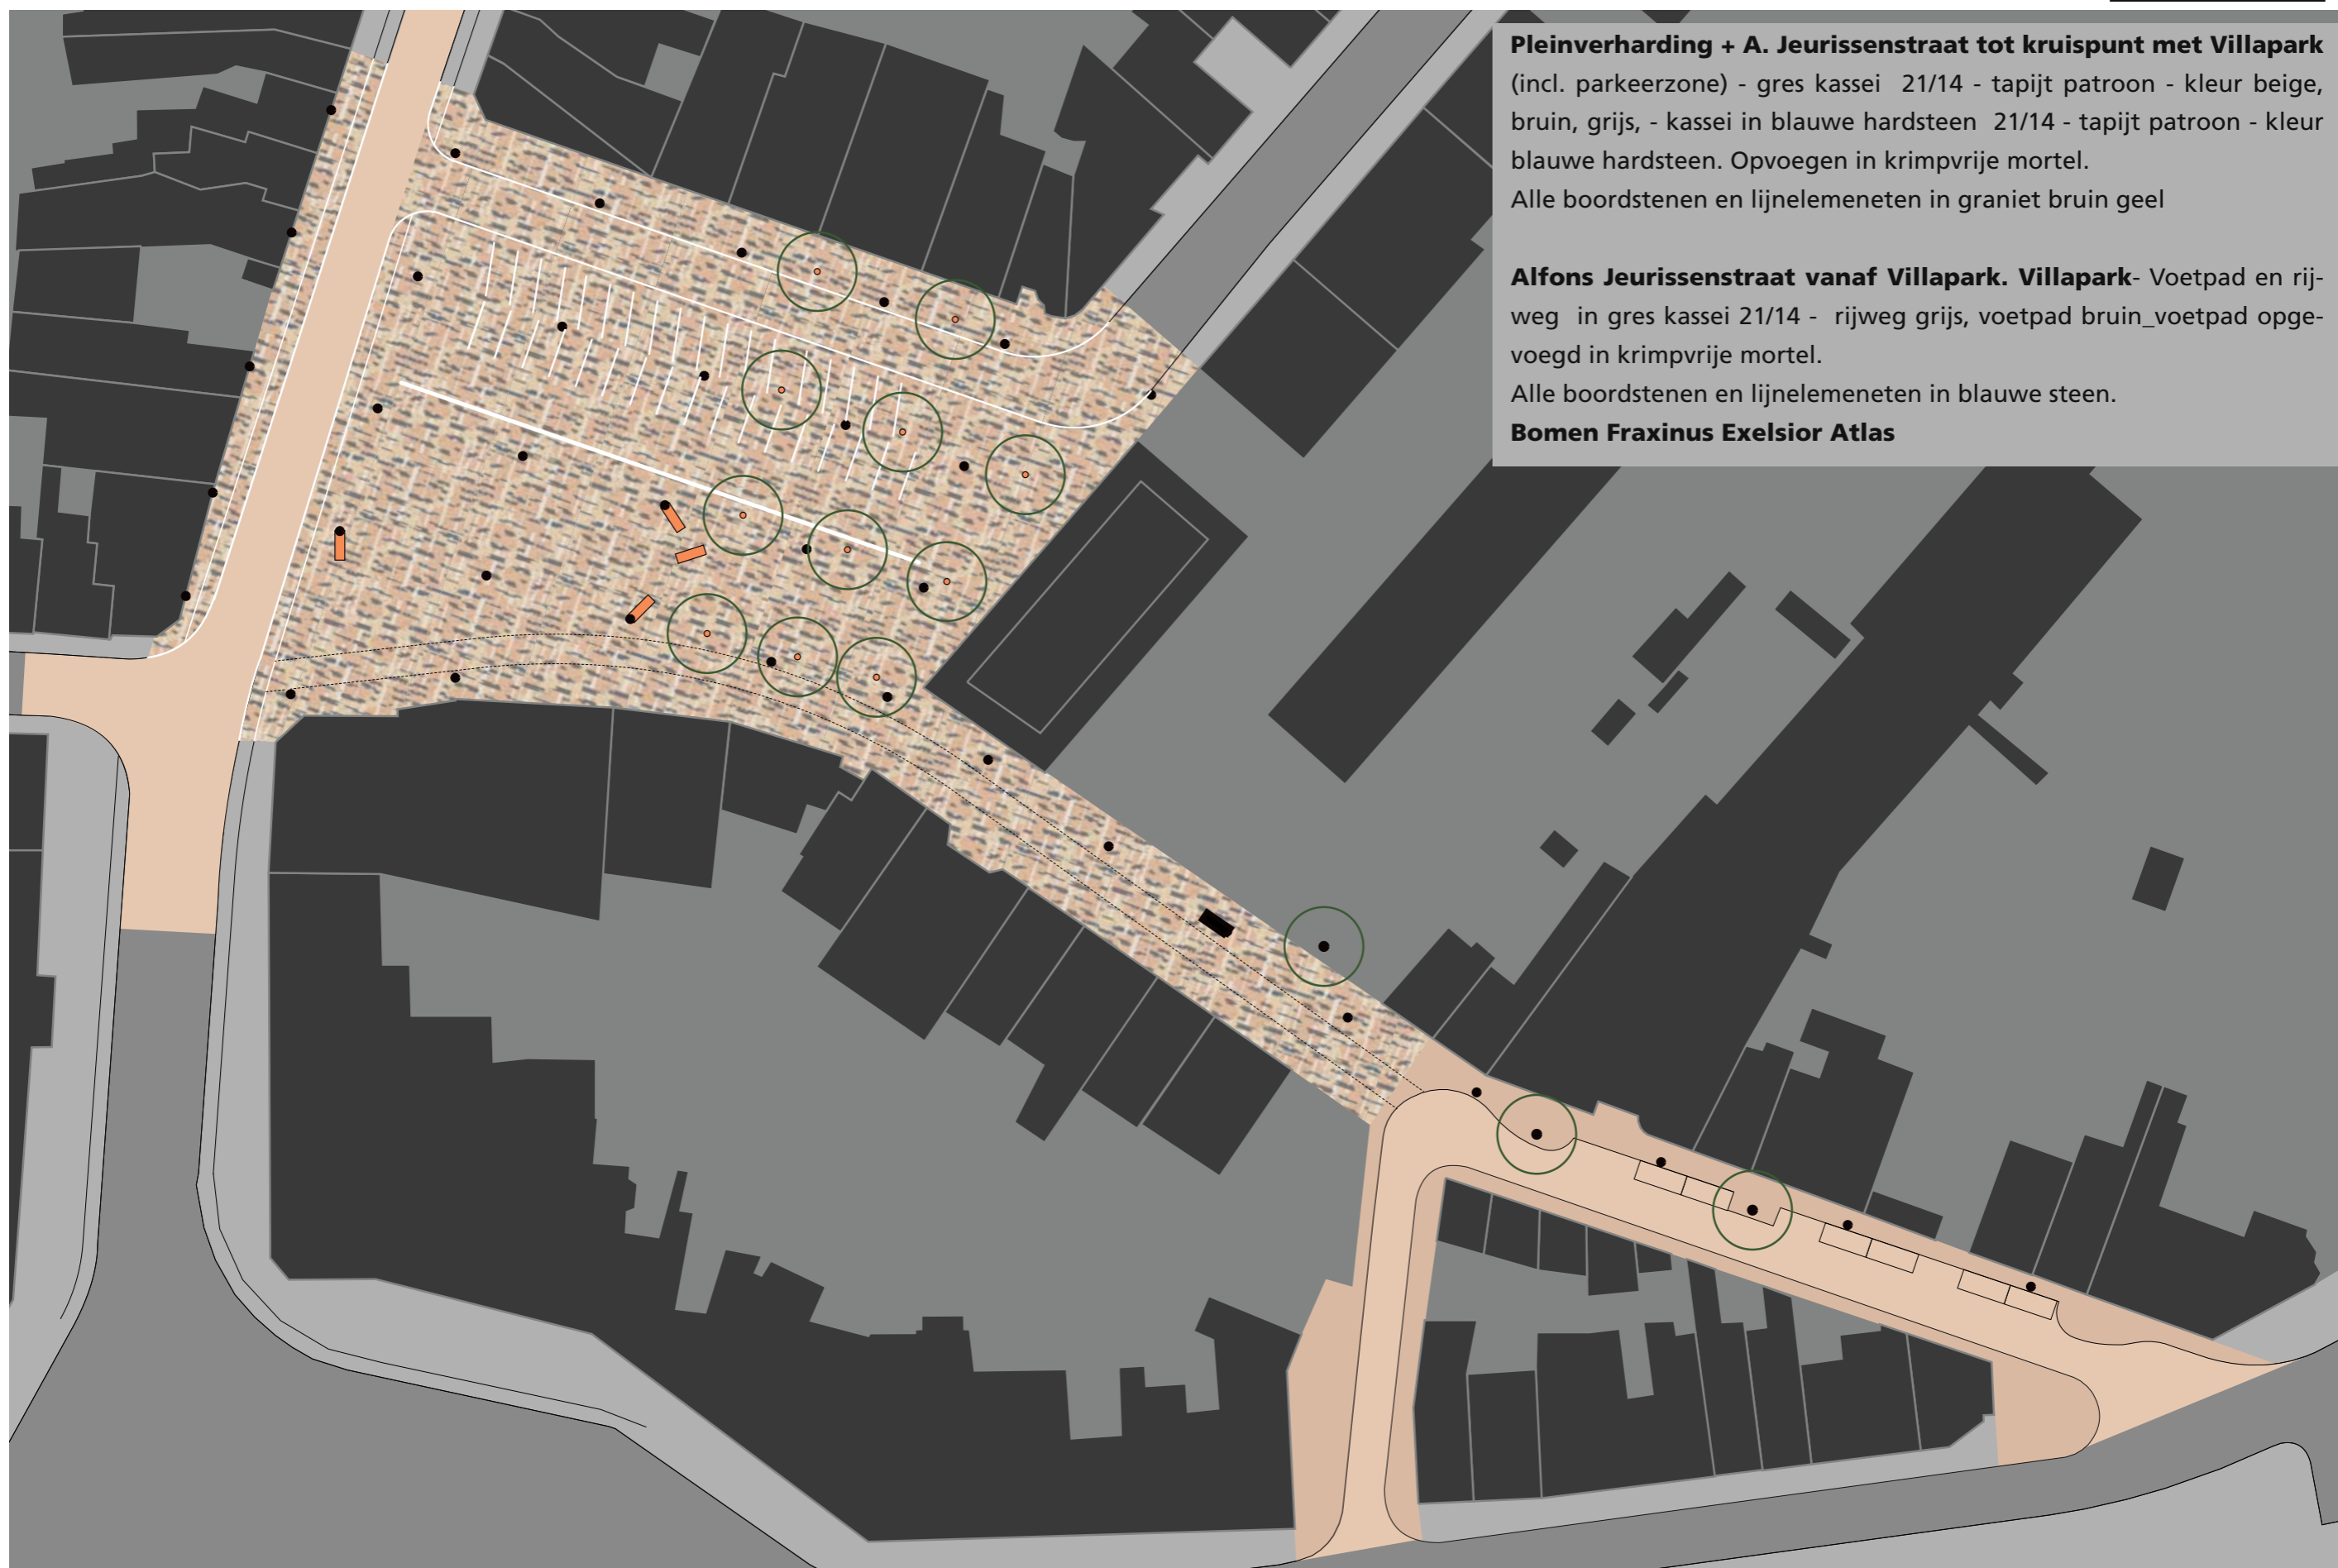 Pleinverharding + A. Jeurissenstraat tot kruispunt met Villapark
(incl. parkeerzone) - gres kassei 21/14 - tapijt patroon - kleur beige,
bruin, grijs, - kassei in blauwe hardsteen 21/14 - tapijt patroon - kleur
blauwe hardsteen. Opvoegen in krimpvrije mortel.
Alle boordstenen en lijnelemeneten in graniet bruin geel
Alfons Jeurissenstraat vanaf Villapark. Villapark- Voetpad en rij-
weg in gres kassei 21/14 - rijweg grijs, voetpad bruin_voetpad opge-
voegd in krimpvrije mortel.
Alle boordstenen en lijnelemeneten in blauwe steen.
Bomen Fraxinus Exelsior Atlas